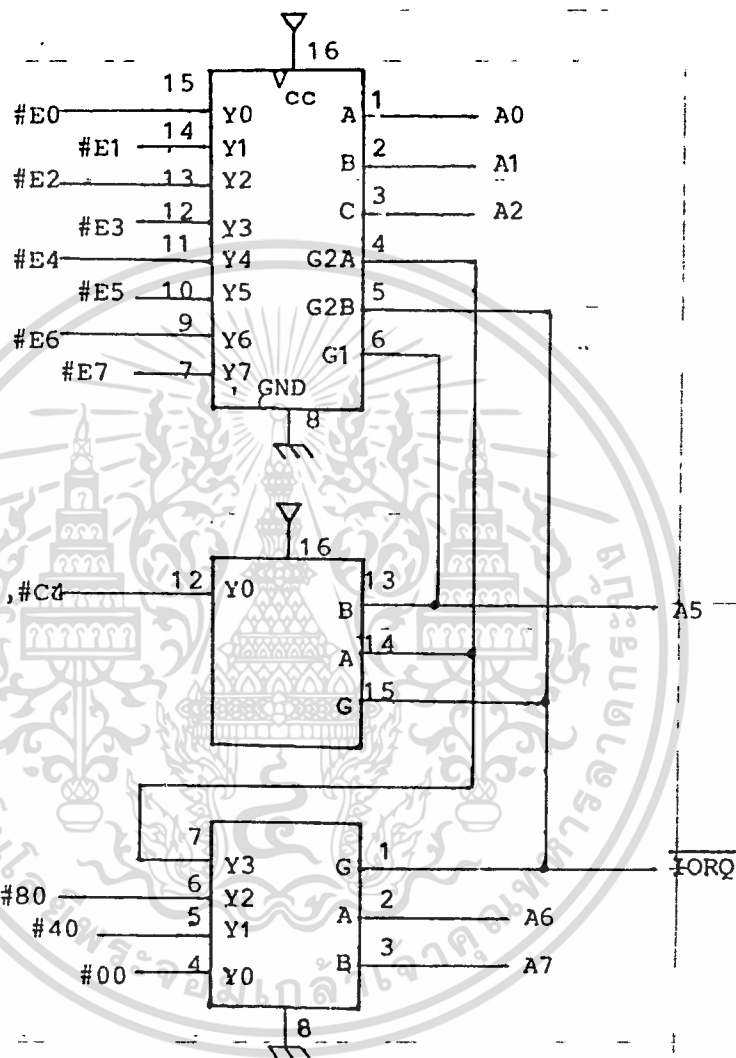 16
15 CC
#E0 Y0 A 1 A0
#E1 14 Y1 B 2 A1
#E2 13 Y2
#E3 12 Y3 C 3 A2
#E4 11 Y4 G2A 4
#E5 10 Y5 G2B 5
#E6 9 Y6 G1 6
#E7 7 Y7
GND
8
16
12 Y0 13 B A5
14 A
15 G
7 Y3 G 1 IORQ
#80 6 Y2 A 2 A6
#40 5 Y1
#00 4 Y0 B 3 A7
8